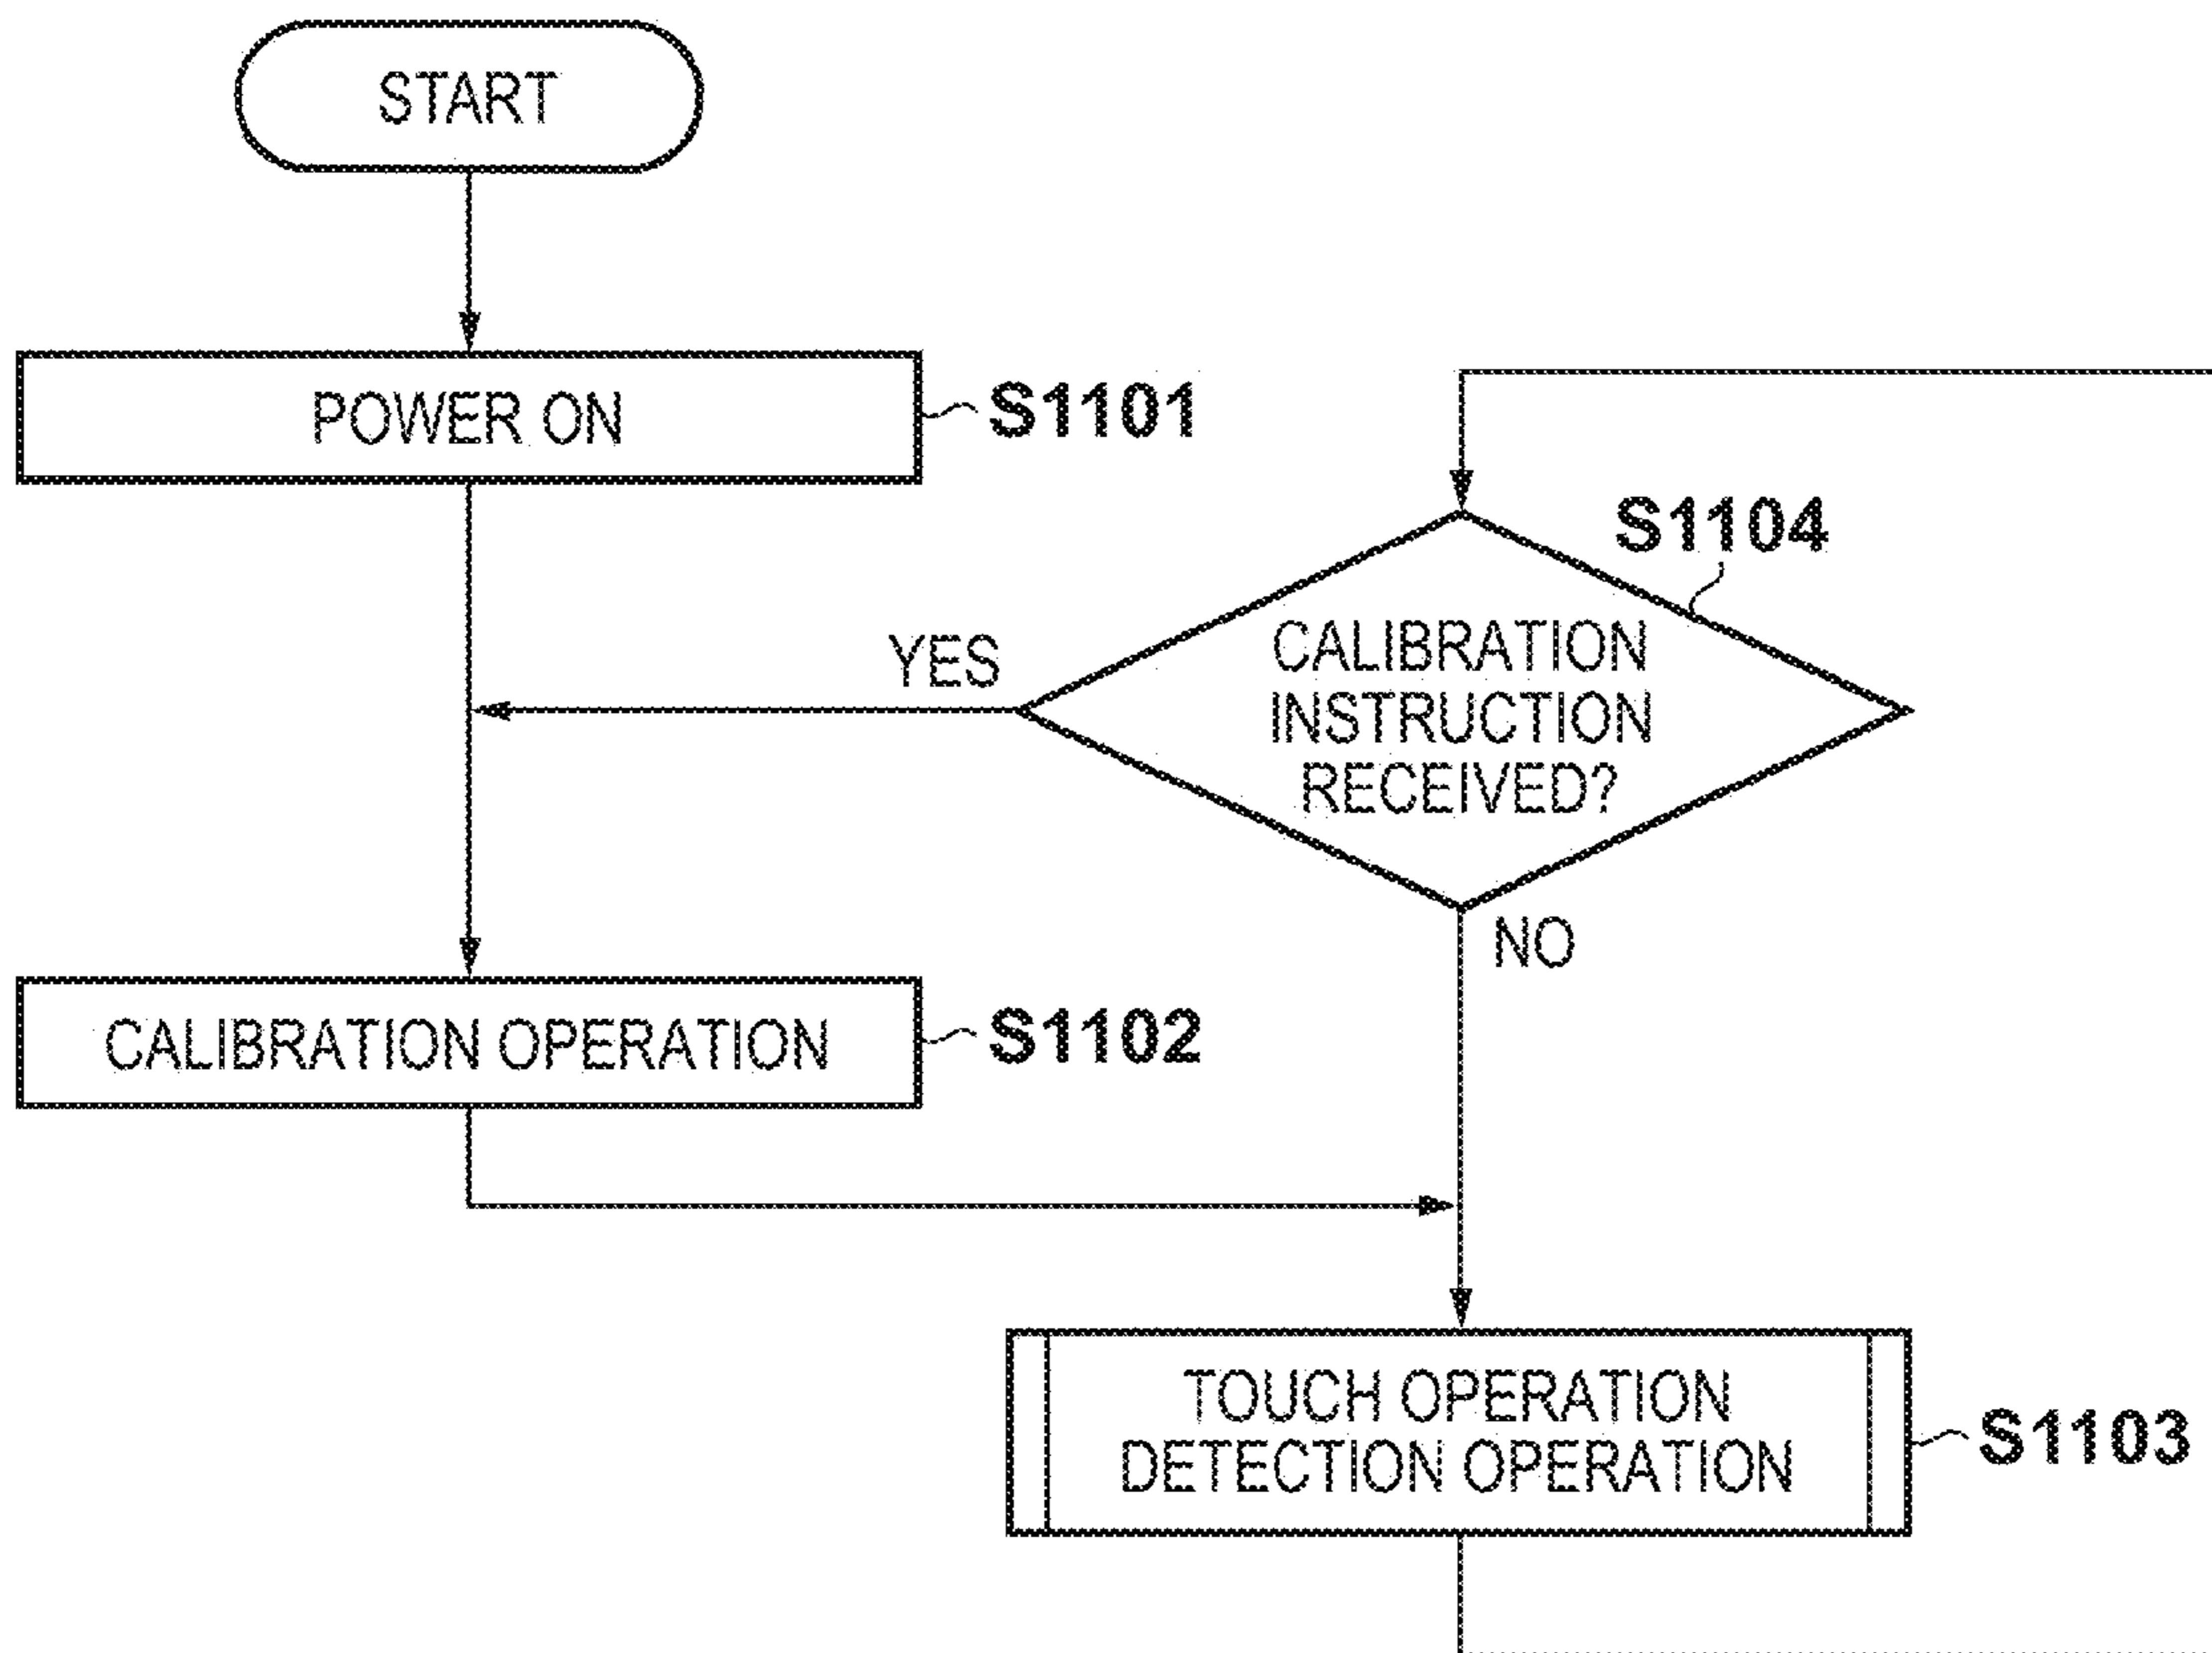 START
POWER ON
S1101
S1104
CALIBRATION
INSTRUCTION
RECEIVED?
YES
NO
CALIBRATION OPERATION
S1102
TOUCH OPERATION
DETECTION OPERATION
S1103